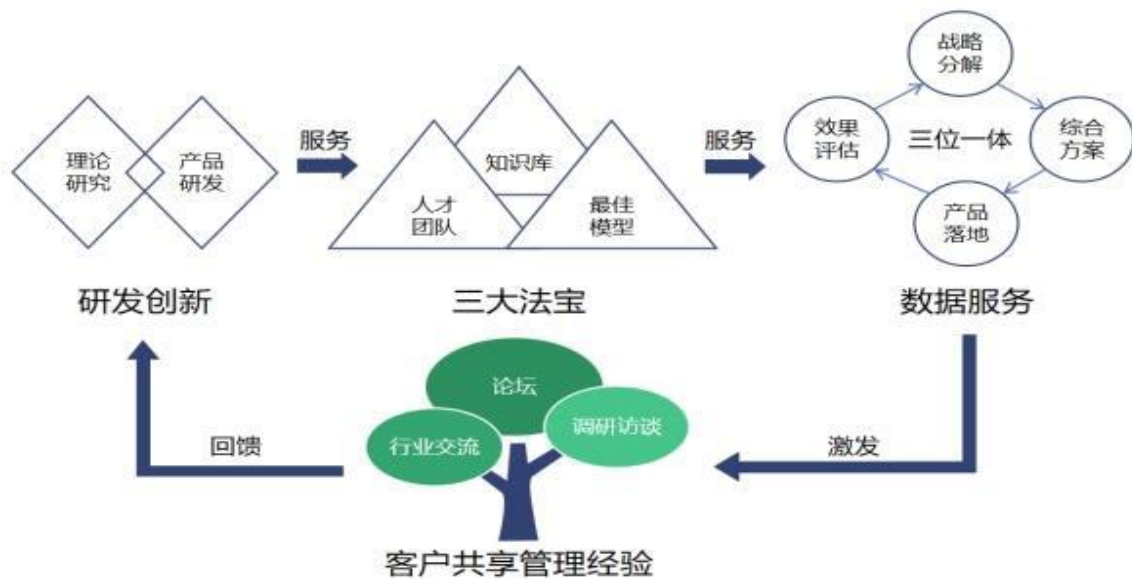 理论
研究
产品
研发
研发创新
服务
知识库
人才
团队
最佳
模型
三大法宝
服务
战略
分解
效果
评估
三位一体
综合
方案
产品
落地
数据服务
激发
论坛
行业交流
调研访谈
客户共享管理经验
回馈